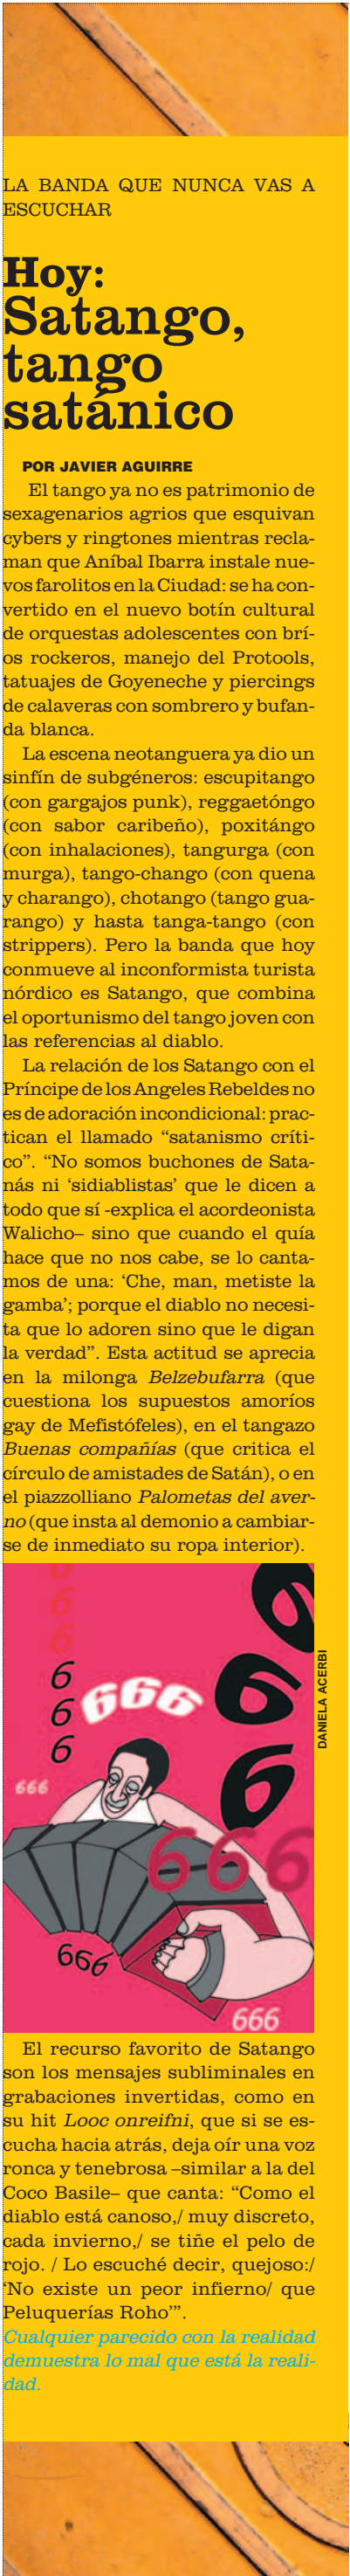 LA BANDA QUE NUNCA VAS A
ESCUCHAR
Hoy:
Satango,
tango
satánico
POR JAVIER AGUIRRE
El tango ya no es patrimonio de
sexagenarios agrios que esquivan
cybers y ringtones mientras recla-
man que Aníbal Ibarra instale nue-
vos farolitos en la Ciudad: se ha con-
vertido en el nuevo botín cultural
de orquestas adolescentes con brí-
os rockeros, manejo del Protools,
tatuajes de Goyeneche y piercings
de calaveras con sombrero y bufan-
da blanca.
La escena neotanguera ya dio un
sinfín de subgéneros: escupitango
(con gargajos punk), reggaetóngo
(con sabor caribeño), poxitángo
(con inhalaciones), tangurga (con
murga), tango-chango (con quena
y charango), chotango (tango gua-
rango) y hasta tanga-tango (con
strippers). Pero la banda que hoy
conmueve al inconformista turista
nórdico es Satango, que combina
el oportunismo del tango joven con
las referencias al diablo.
La relación de los Satango con el
Príncipe de los Angeles Rebeldes no
es de adoración incondicional: prac-
tican el llamado “satanismo críti-
co”. “No somos buchones de Sata-
nás ni ‘sidiablistas’ que le dicen a
todo que sí -explica el acordeonista
Walicho– sino que cuando el quía
hace que no nos cabe, se lo canta-
mos de una: ‘Che, man, metiste la
gamba’; porque el diablo no necesi-
ta que lo adoren sino que le digan
la verdad”. Esta actitud se aprecia
en la milonga Belzebufarra (que
cuestiona los supuestos amoríos
gay de Mefistófeles), en el tangazo
Buenas compañías (que critica el
círculo de amistades de Satán), o en
el piazzolliano Palometas del aver-
no (que insta al demonio a cambiar-
se de inmediato su ropa interior).
6
6
6
6
6
6
666
6
6
6
666
666
666
666
DANIELA ACERBI
El recurso favorito de Satango
son los mensajes subliminales en
grabaciones invertidas, como en
su hit Looc onreifni, que si se es-
cucha hacia atrás, deja oír una voz
ronca y tenebrosa –similar a la del
Coco Basile– que canta: “Como el
diablo está canoso,/ muy discreto,
cada invierno,/ se tiñe el pelo de
rojo. / Lo escuché decir, quejoso:/
‘No existe un peor infierno/ que
Peluquerías Roho’”.
Cualquier parecido con la realidad
demuestra lo mal que está la reali-
dad.